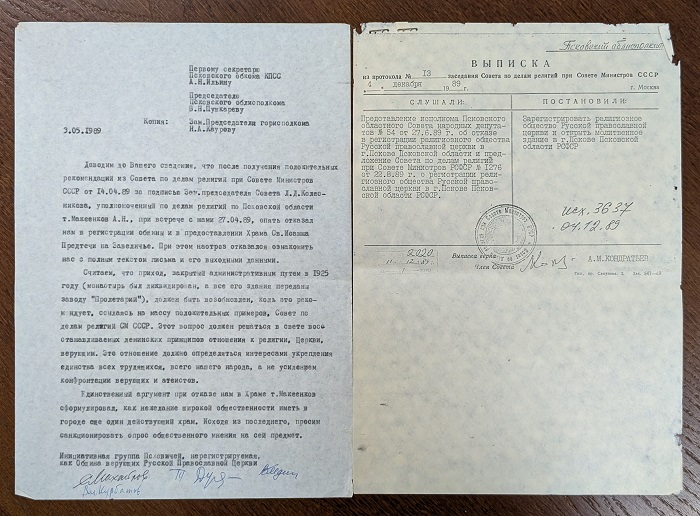 Первому секретарю
Псковского обкома КПСС
А.Н.Ильину
Председателю
Псковского облисполкома
В.Н.Пушкареву
Копия: Зам.Председателя горисполкома
Н.А.Каурову
3.05.1989
Доводим до Вашего сведения, что после получения положительных
рекомендаций из Совета по делам религий при Совете Министров
СССР от 14.04.89 за подписью Зам.председателя Совета Л.Д.Колес-
никова, уполномоченный по делам религий по Псковской области
т.Макеенков А.Н., при встрече с нами 27.04.89, опять отказал
нам в регистрации общины и в предоставлении Храма Св.Иоанна
Предтечи на Завеличье. При этом наотрез отказался ознакомить
нас с полным текстом письма и его выходными данными.
Считаем, что приход, закрытый административным путем в 1925
году (монастырь был ликвидирован, а все его здания переданы
заводу "Пролетарий"), должен быть возобновлен, коль это реко-
мендует, ссылаясь на массу положительных примеров, Совет по
делам религий СМ СССР. Этот вопрос должен решаться в свете восс-
танавливаемых ленинских принципов отношения к религии, Церкви,
верующим. Это отношение должно определяться интересами укрепления
единства всех трудящихся, всего нашего народа, а не усилением
конфронтации верующих и атеистов.
Единственный аргумент при отказе нам в Храме т.Макеенков
сформулировал, как нежелание широкой общественности иметь в
городе еще один действующий храм. Исходя из последнего, просим
санкционировать опрос общественного мнения на сей предмет.
Инициативная группа Псковичей, нерегистрируемая,
как Община верующих Русской Православной Церкви
Псковский облисполком
ВЫПИСКА
из протокола № 13 заседания Совета по делам религий при Совете Министров СССР
4 декабря 1989 г. г. Москва
СЛУШАЛИ: ПОСТАНОВИЛИ:
Представление исполкома Псковского
областного Совета народных депута-
тов № 54 от 27.6.89 г. об отказе
в регистрации религиозного общества
Русской православной церкви в
г.Пскове Псковской области и пред-
ложение Совета по делам религий
при Совете Министров РСФСР № 1276
от 22.8.89 г. о регистрации рели-
гиозного общества Русской право-
славной церкви в г.Пскове Псков-
ской области РСФСР.
Зарегистрировать религиозное
общество Русской православной
церкви и открыть молитвенное
здание в г.Пскове Псковской
области РСФСР
исх. 3637
04.12.89
2020
Выписка верна
Член Совета
А.М.КОНДРАТЬЕВ